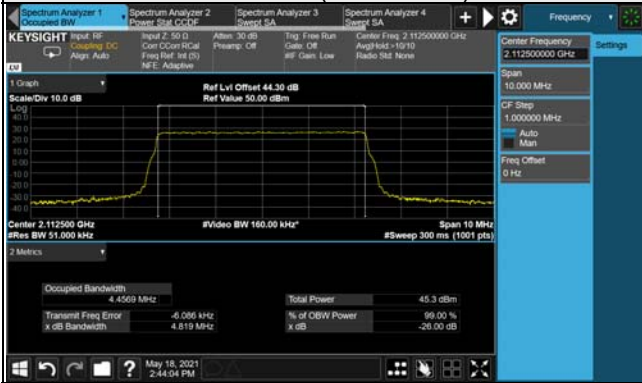 Spectrum Analyzer 1
Occupied BW
Spectrum Analyzer 2
Power Stat CCDF
Spectrum Analyzer 3
Swept SA
Spectrum Analyzer 4
Swept SA
Frequency
KEYSIGHT
Input: RF
Coupling: DC
Align: Auto
Input Z: 50 Ω
Corr CCorr RCal
Freq Ref: Int (S)
NFE: Adaptive
Atten: 30 dB
Preamp: Off
Trig: Free Run
Gate: Off
#IF Gain: Low
Center Freq: 2.112500000 GHz
Avg|Hold:>10/10
Radio Std: None
LXI
1 Graph
Scale/Div 10.0 dB
Ref Lvl Offset 44.30 dB
Ref Value 50.00 dBm
Log
40.0
30.0
20.0
10.0
0.00
-10.0
-20.0
-30.0
-40.0
Center 2.112500 GHz
#Res BW 51.000 kHz
#Video BW 160.00 kHz*
Span 10 MHz
#Sweep 300 ms (1001 pts)
2 Metrics
Occupied Bandwidth
4.4569 MHz
Total Power 45.3 dBm
Transmit Freq Error -6.086 kHz
% of OBW Power 99.00 %
x dB Bandwidth 4.819 MHz
x dB -26.00 dB
Center Frequency
2.112500000 GHz
Settings
Span
10.000 MHz
CF Step
1.000000 MHz
Auto
Man
Freq Offset
0 Hz
?
May 18, 2021
2:44:04 PM